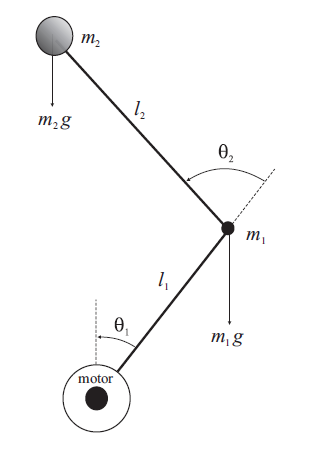 m₂
m₂g
l₂
θ₂
m₁
l₁
θ₁
m₁g
motor